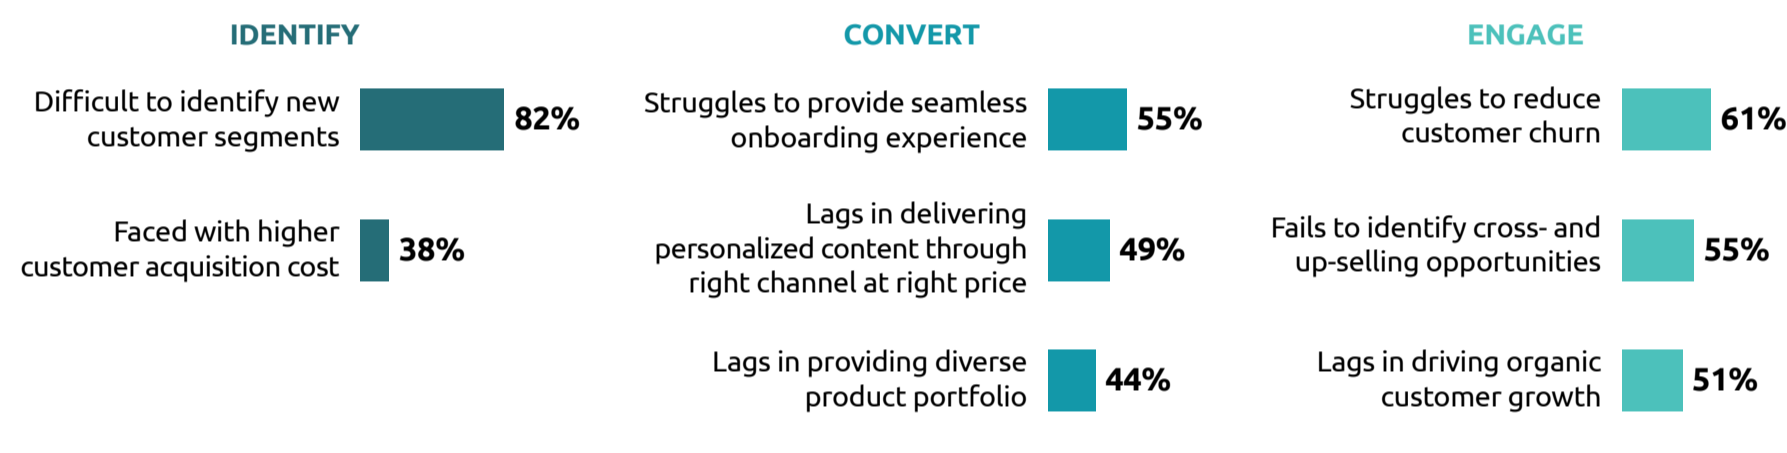 IDENTIFY
Difficult to identify new
customer segments
82%
Faced with higher
customer acquisition cost
38%
CONVERT
Struggles to provide seamless
onboarding experience
55%
Lags in delivering
personalized content through
right channel at right price
49%
Lags in providing diverse
product portfolio
44%
ENGAGE
Struggles to reduce
customer churn
61%
Fails to identify cross- and
up-selling opportunities
55%
Lags in driving organic
customer growth
51%